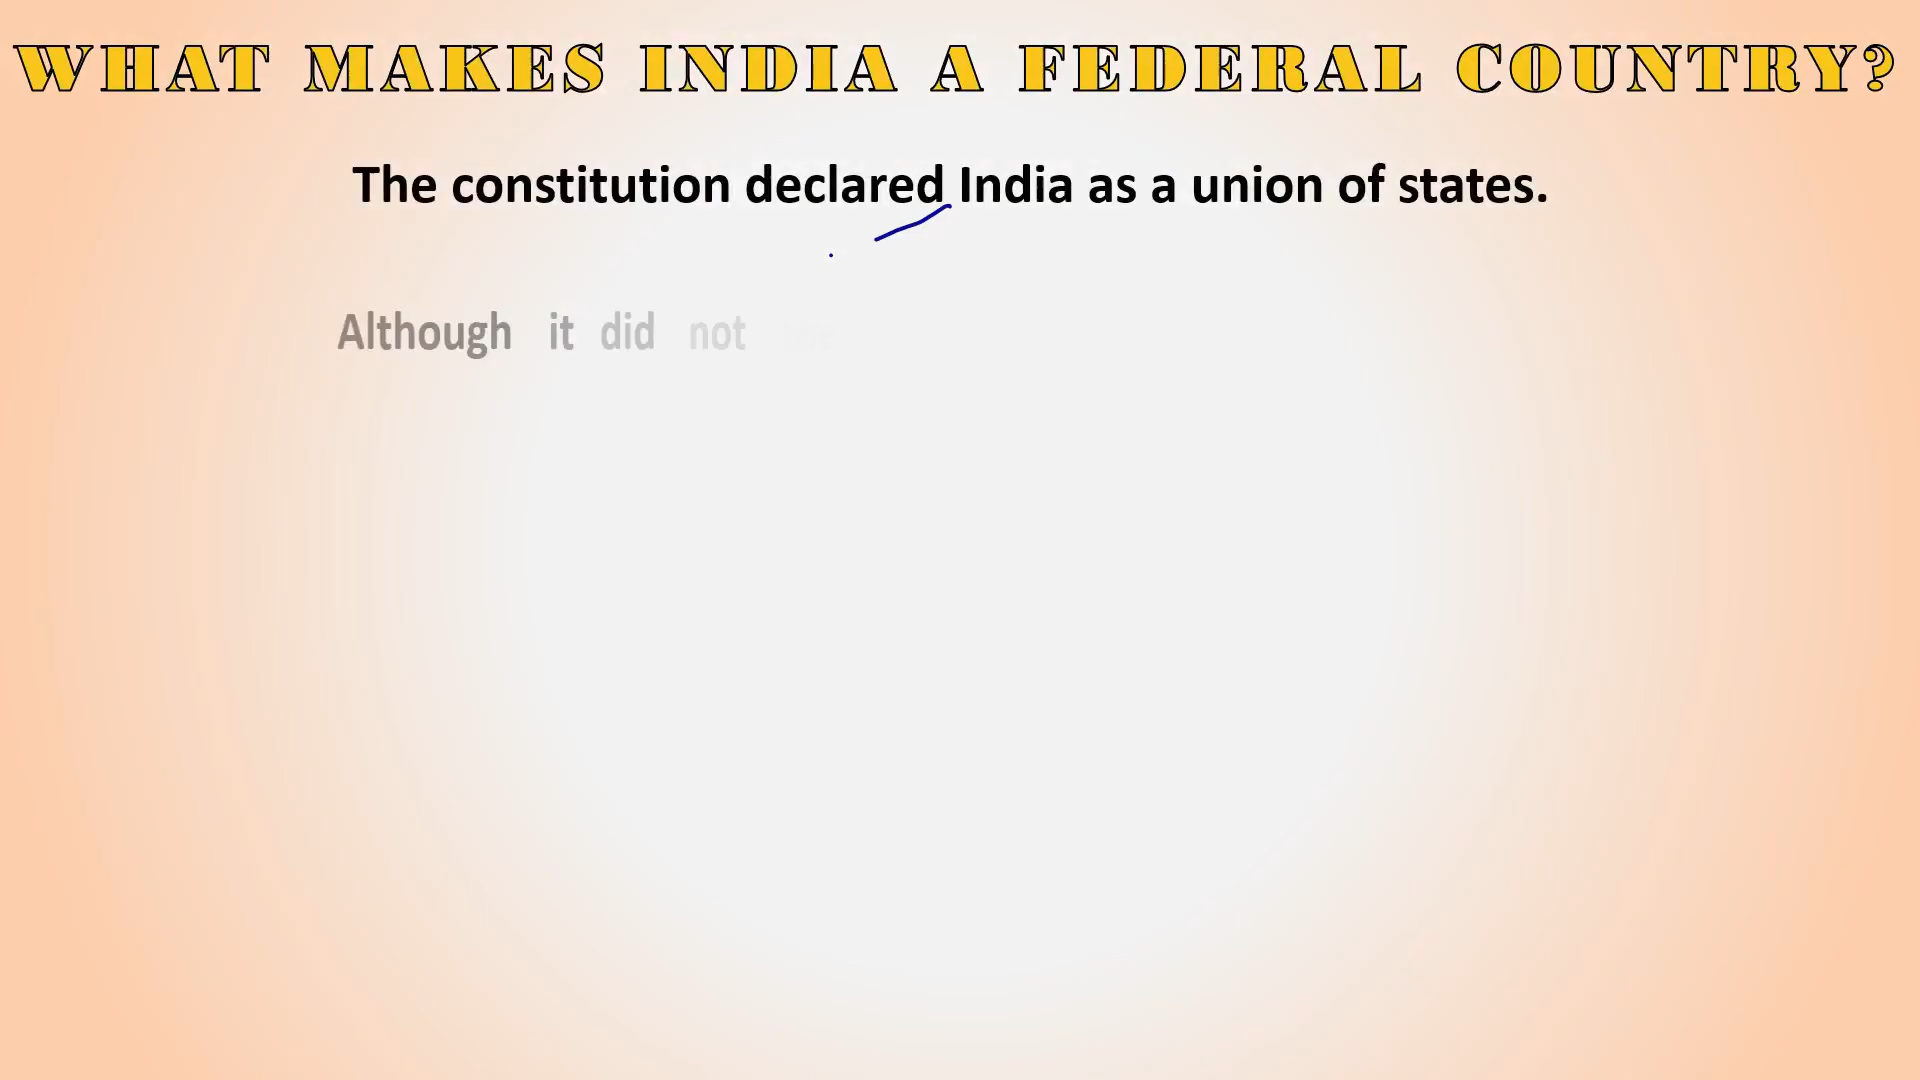 WHAT MAKES INDIA A FEDERAL COUNTRY?
The constitution declared India as a union of states.
Although it did not